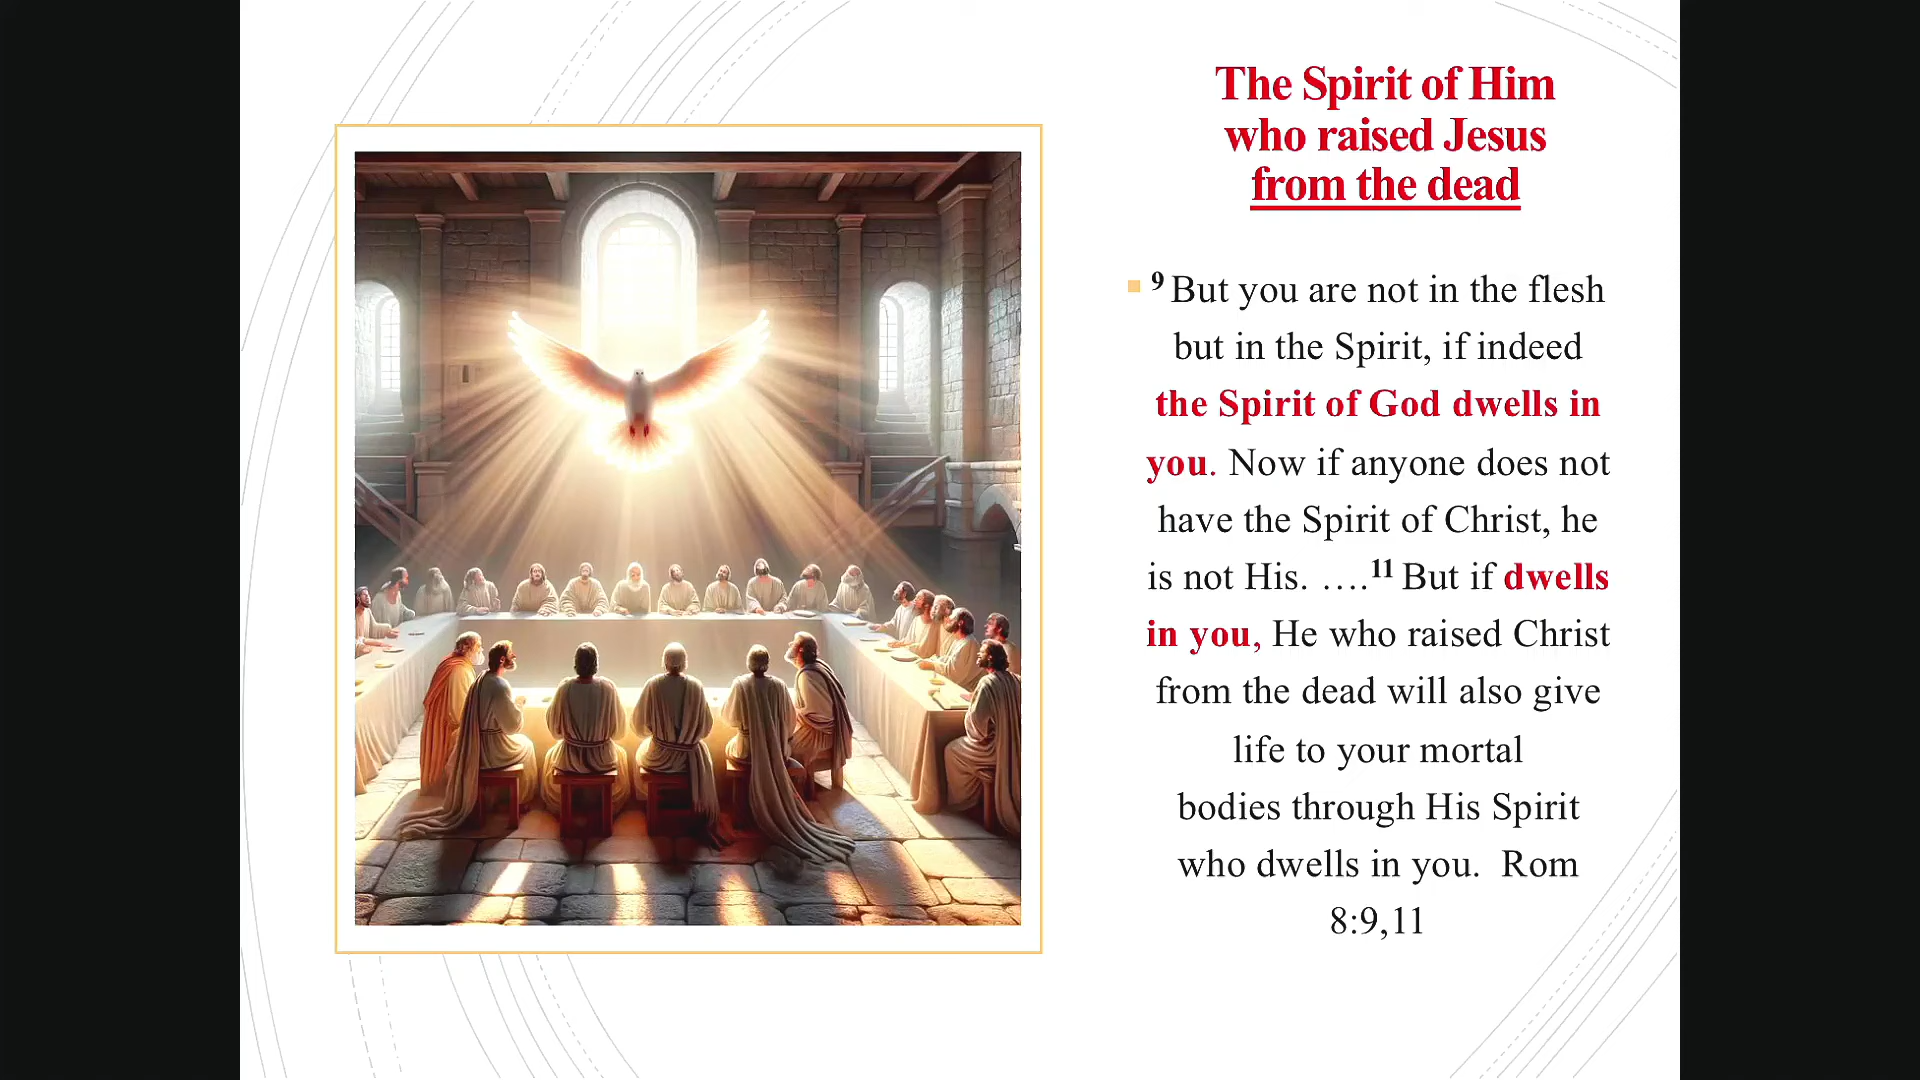 The Spirit of Him
who raised Jesus
from the dead
9 But you are not in the flesh
but in the Spirit, if indeed
the Spirit of God dwells in
you. Now if anyone does not
have the Spirit of Christ, he
is not His. ….11 But if dwells
in you, He who raised Christ
from the dead will also give
life to your mortal
bodies through His Spirit
who dwells in you.  Rom
8:9,11